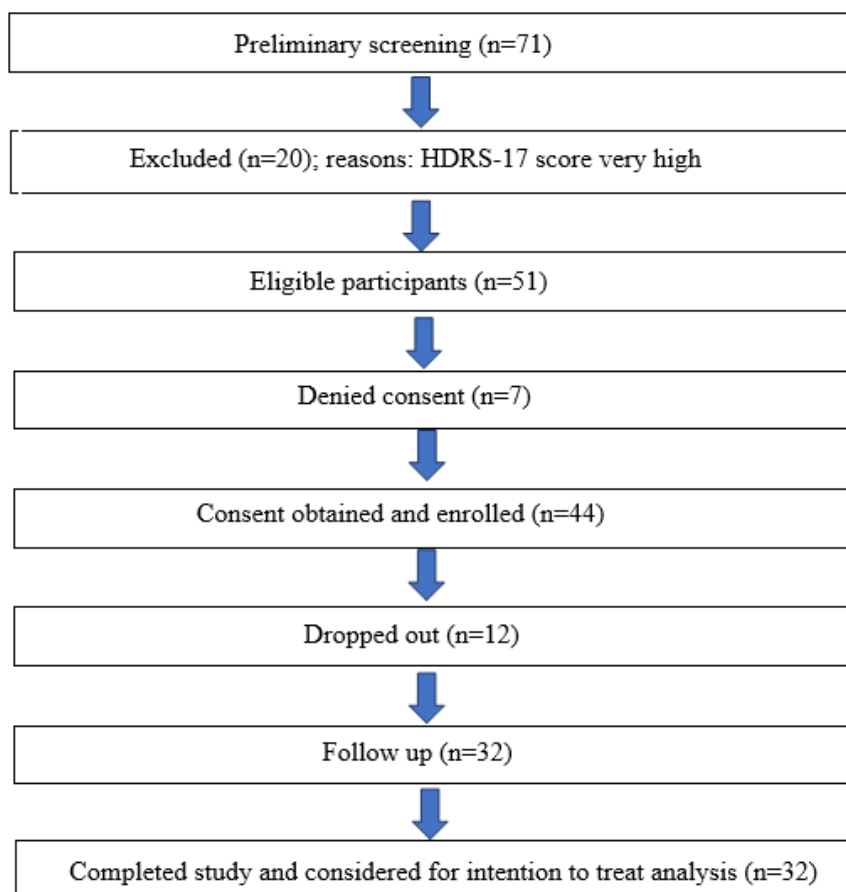 Preliminary screening (n=71)
Excluded (n=20); reasons: HDRS-17 score very high
Eligible participants (n=51)
Denied consent (n=7)
Consent obtained and enrolled (n=44)
Dropped out (n=12)
Follow up (n=32)
Completed study and considered for intention to treat analysis (n=32)